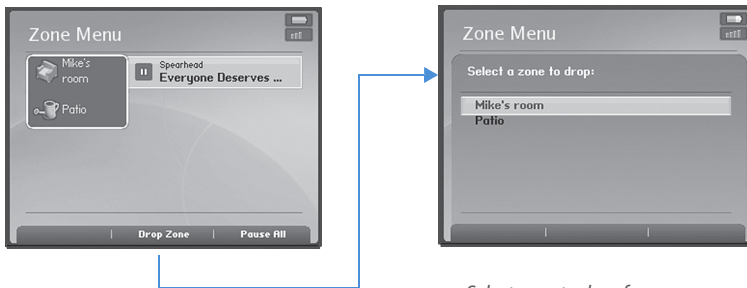 Zone Menu
Mike's
room
Patio
Spearhead
Everyone Deserves ...
Drop Zone
Pause All
Zone Menu
Select a zone to drop:
Mike's room
Patio